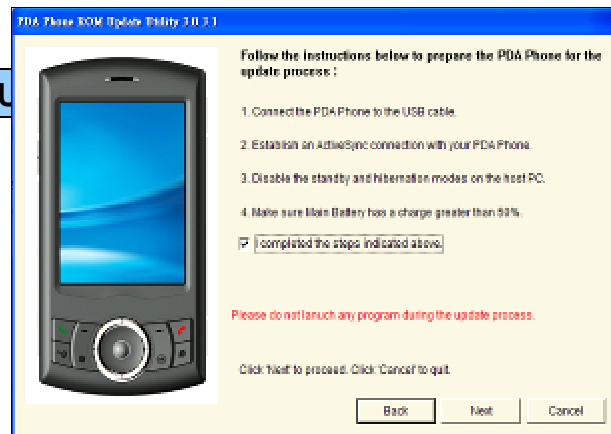 PDA Phone ROM Update Utility 3.0.3.1
U
Follow the instructions below to prepare the PDA Phone for the
update process :
1. Connect the PDA Phone to the USB cable.
2. Establish an ActiveSync connection with your PDA Phone.
3. Disable the standby and hibernation modes on the host PC.
4. Make sure Main Battery has a charge greater than 50%.
I completed the steps indicated above.
Please do not lanuch any program during the update process.
Click 'Next' to proceed. Click 'Cancel' to quit.
Back Next Cancel